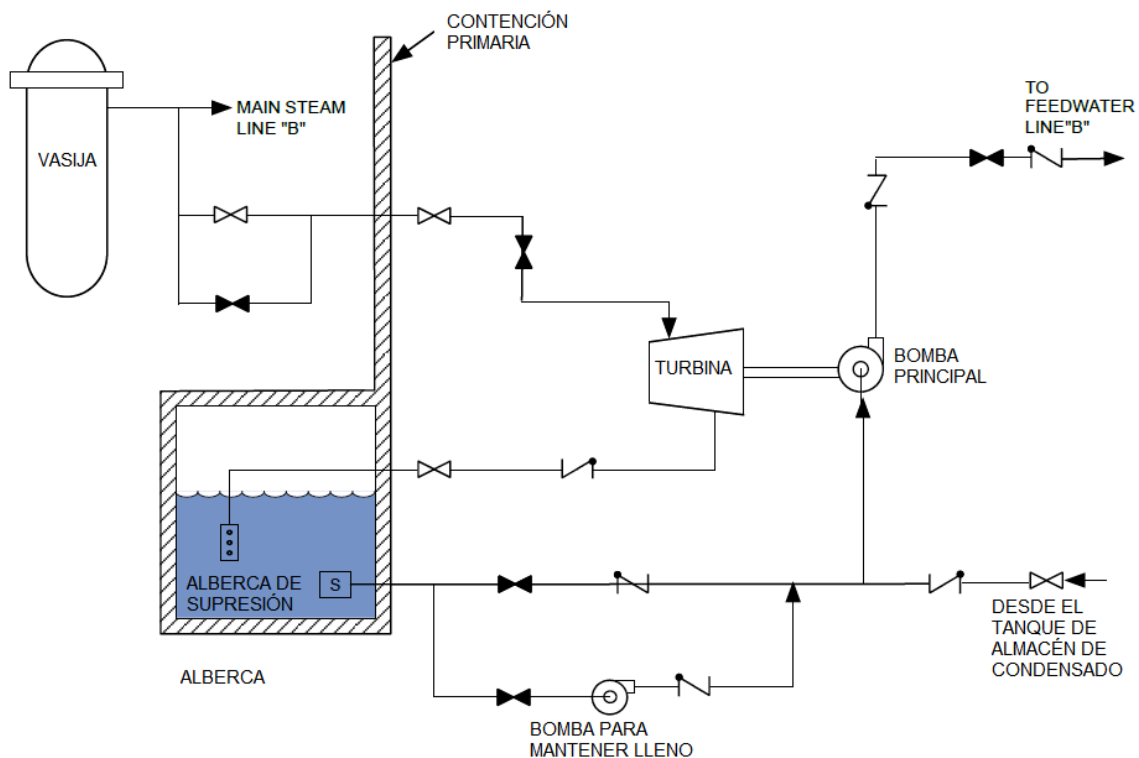 CONTENCIÓN
PRIMARIA
MAIN STEAM
LINE "B"
TO
FEEDWATER
LINE"B"
VASIJA
TURBINA
BOMBA
PRINCIPAL
ALBERCA DE
SUPRESIÓN
S
DESDE EL
TANQUE DE
ALMACÉN DE
CONDENSADO
ALBERCA
BOMBA PARA
MANTENER LLENO